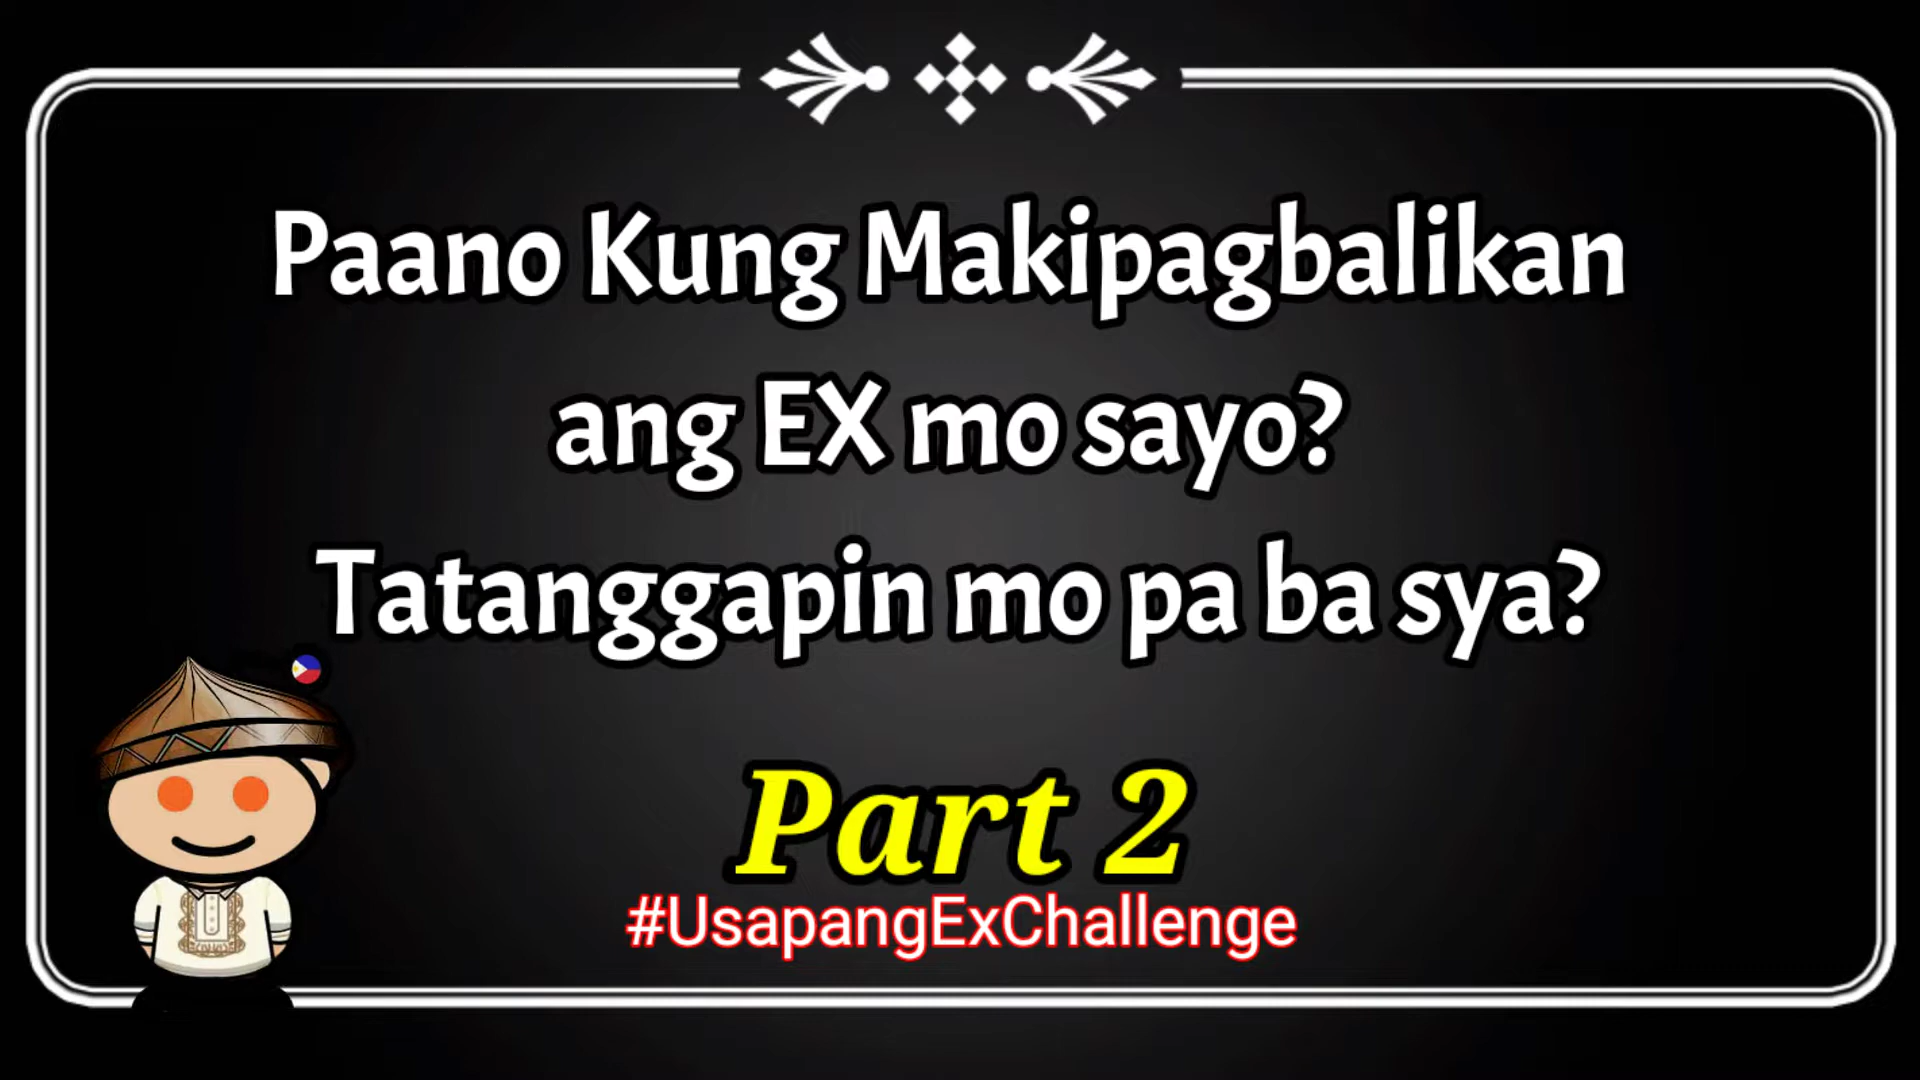 Paano Kung Makipagbalikan
ang EX mo sayo?
Tatanggapin mo pa ba sya?
Part 2
#UsapangExChallenge